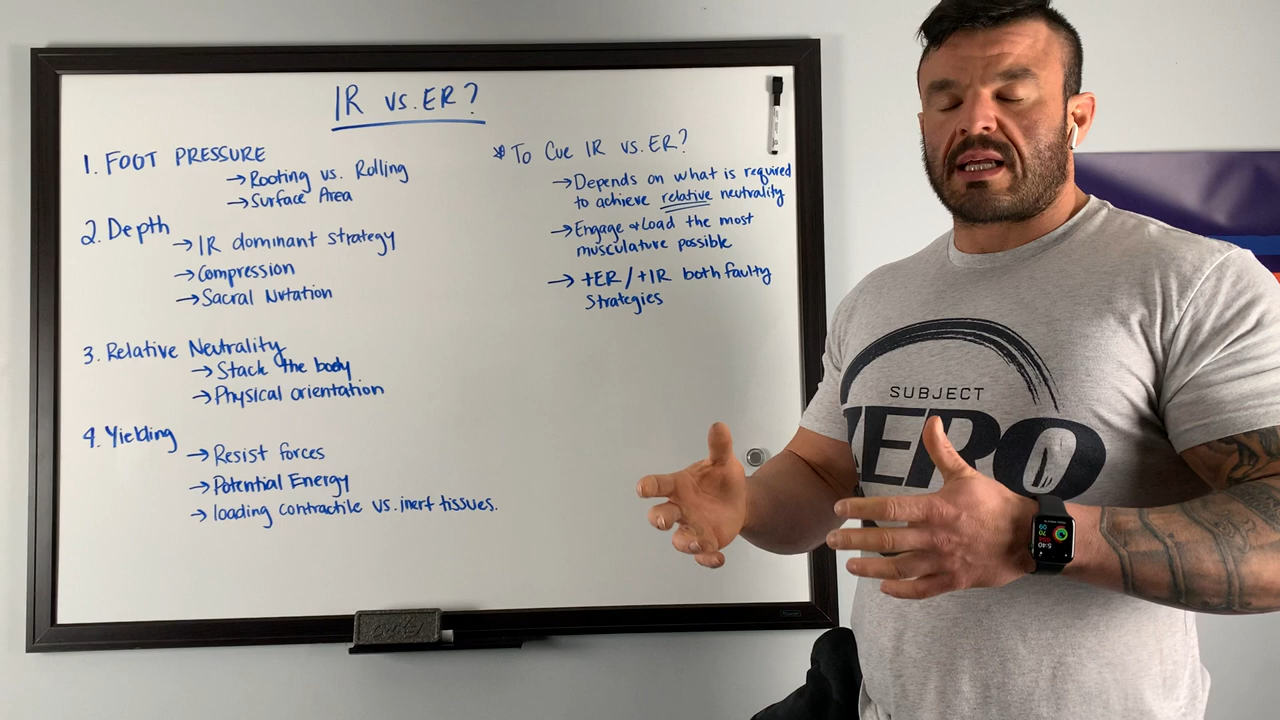 IR vs. ER?
1. FOOT PRESSURE
→Rooting vs. Rolling
→Surface Area
2. Depth
→IR dominant strategy
→Compression
→Sacral Nutation
3. Relative Neutrality
→Stack the body
→Physical orientation
4. Yielding
→Resist forces
→Potential Energy
→loading contractile vs. inert tissues.
* To Cue IR vs. ER?
→Depends on what is required
to achieve relative neutrality
→Engage + Load the most
musculature possible
→+ER/+IR both faulty
Strategies
SUBJECT
ZERO
5:40